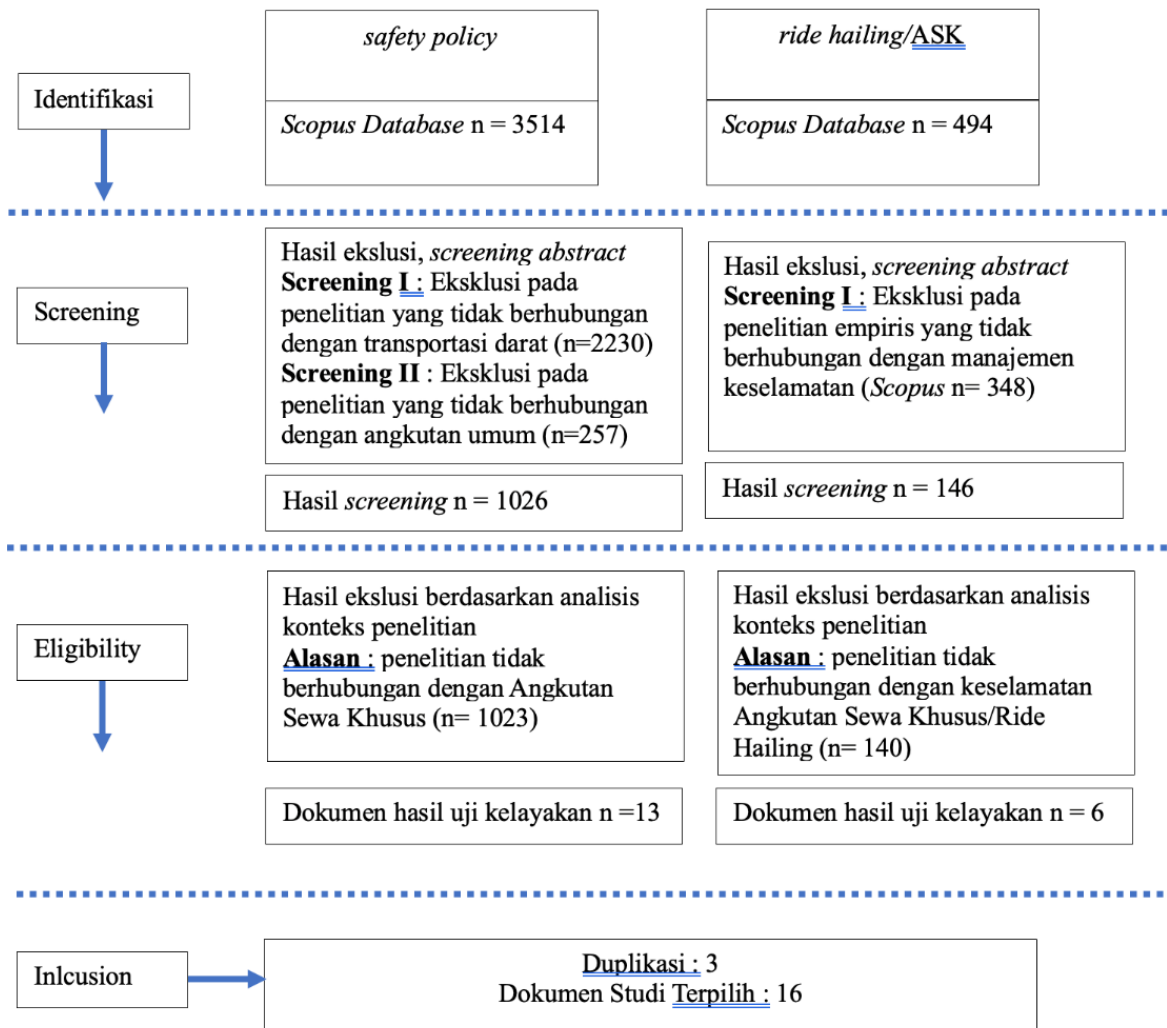 Identifikasi
safety policy
Scopus Database n = 3514
ride hailing/ASK
Scopus Database n = 494
Screening
Hasil ekslusi, screening abstract
Screening I : Eksklusi pada
penelitian yang tidak berhubungan
dengan transportasi darat (n=2230)
Screening II : Eksklusi pada
penelitian yang tidak berhubungan
dengan angkutan umum (n=257)
Hasil screening n = 1026
Hasil ekslusi, screening abstract
Screening I : Eksklusi pada
penelitian empiris yang tidak
berhubungan dengan manajemen
keselamatan (Scopus n= 348)
Hasil screening n = 146
Eligibility
Hasil ekslusi berdasarkan analisis
konteks penelitian
Alasan : penelitian tidak
berhubungan dengan Angkutan
Sewa Khusus (n= 1023)
Dokumen hasil uji kelayakan n =13
Hasil ekslusi berdasarkan analisis
konteks penelitian
Alasan : penelitian tidak
berhubungan dengan keselamatan
Angkutan Sewa Khusus/Ride
Hailing (n= 140)
Dokumen hasil uji kelayakan n = 6
Inlcusion
Duplikasi : 3
Dokumen Studi Terpilih : 16